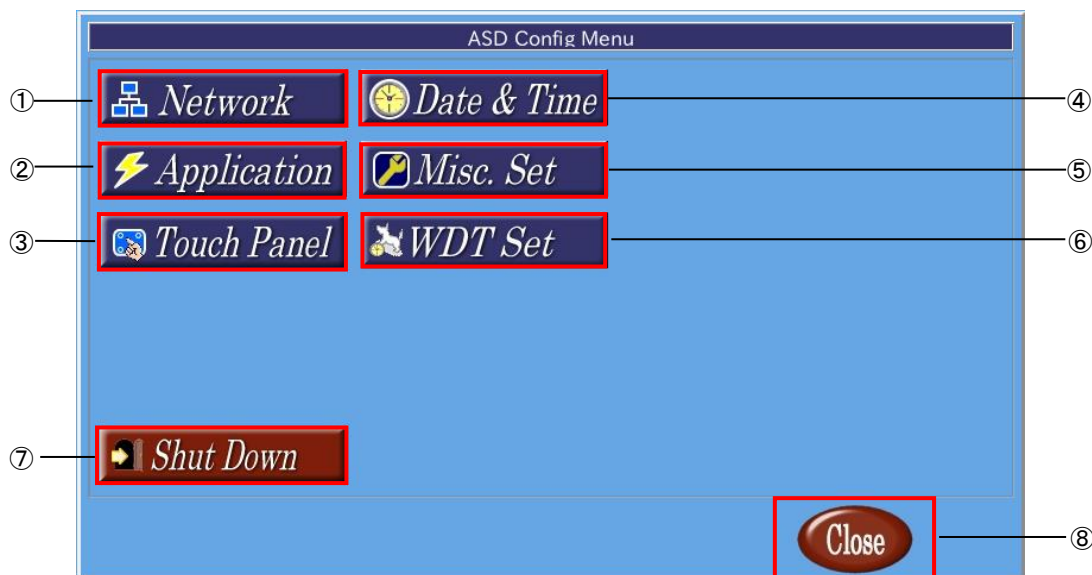 ASD Config Menu
① Network Date & Time ④
② Application Misc. Set ⑤
③ Touch Panel WDT Set ⑥
⑦ Shut Down
Close ⑧